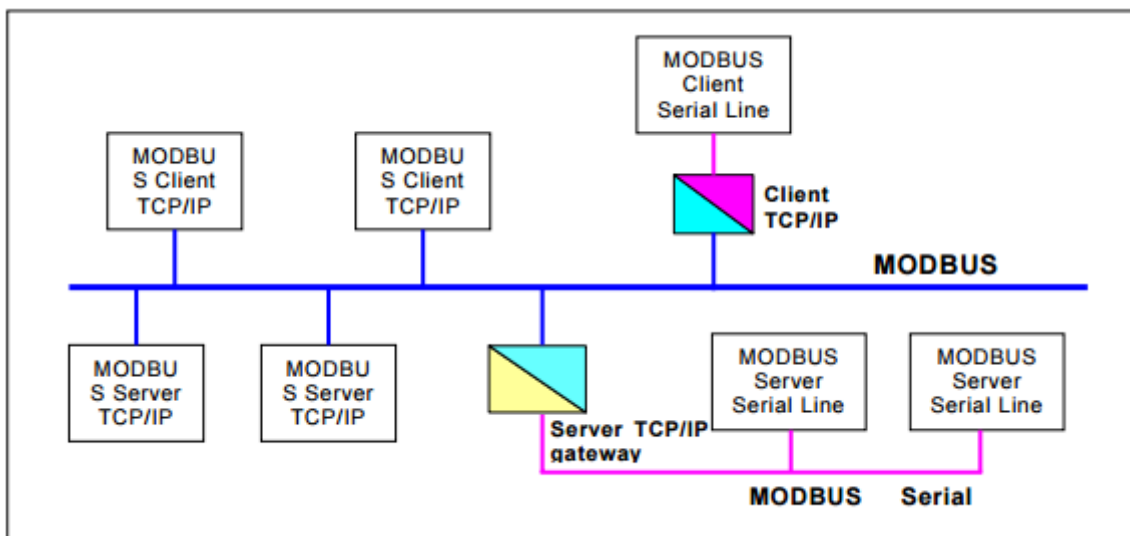 MODBUS
Client
Serial Line
MODBU
S Client
TCP/IP
MODBU
S Client
TCP/IP
Client
TCP/IP
MODBUS
MODBU
S Server
TCP/IP
MODBU
S Server
TCP/IP
Server TCP/IP
gateway
MODBUS
Server
Serial Line
MODBUS
Server
Serial Line
MODBUS Serial